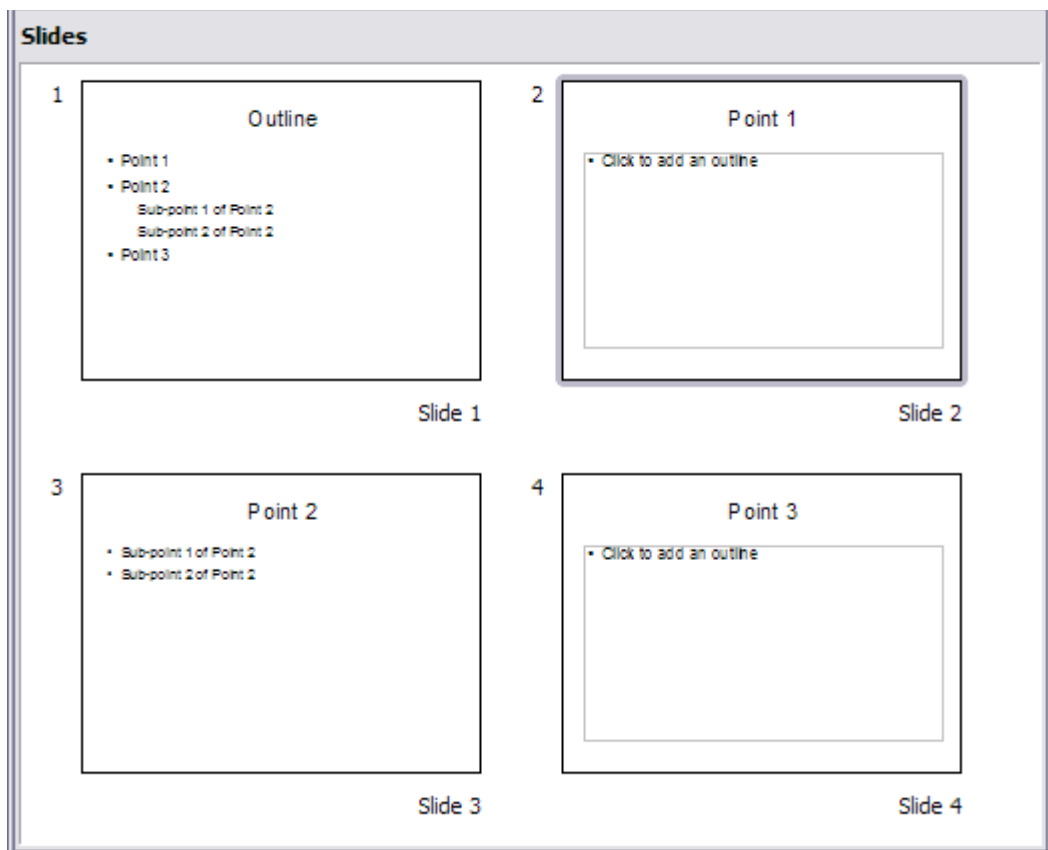 Slides
1
Outline
• Point 1
• Point 2
Sub-point 1 of Point 2
Sub-point 2 of Point 2
• Point 3
Slide 1
2
Point 1
• Click to add an outline
Slide 2
3
Point 2
• Sub-point 1 of Point 2
• Sub-point 2 of Point 2
Slide 3
4
Point 3
• Click to add an outline
Slide 4